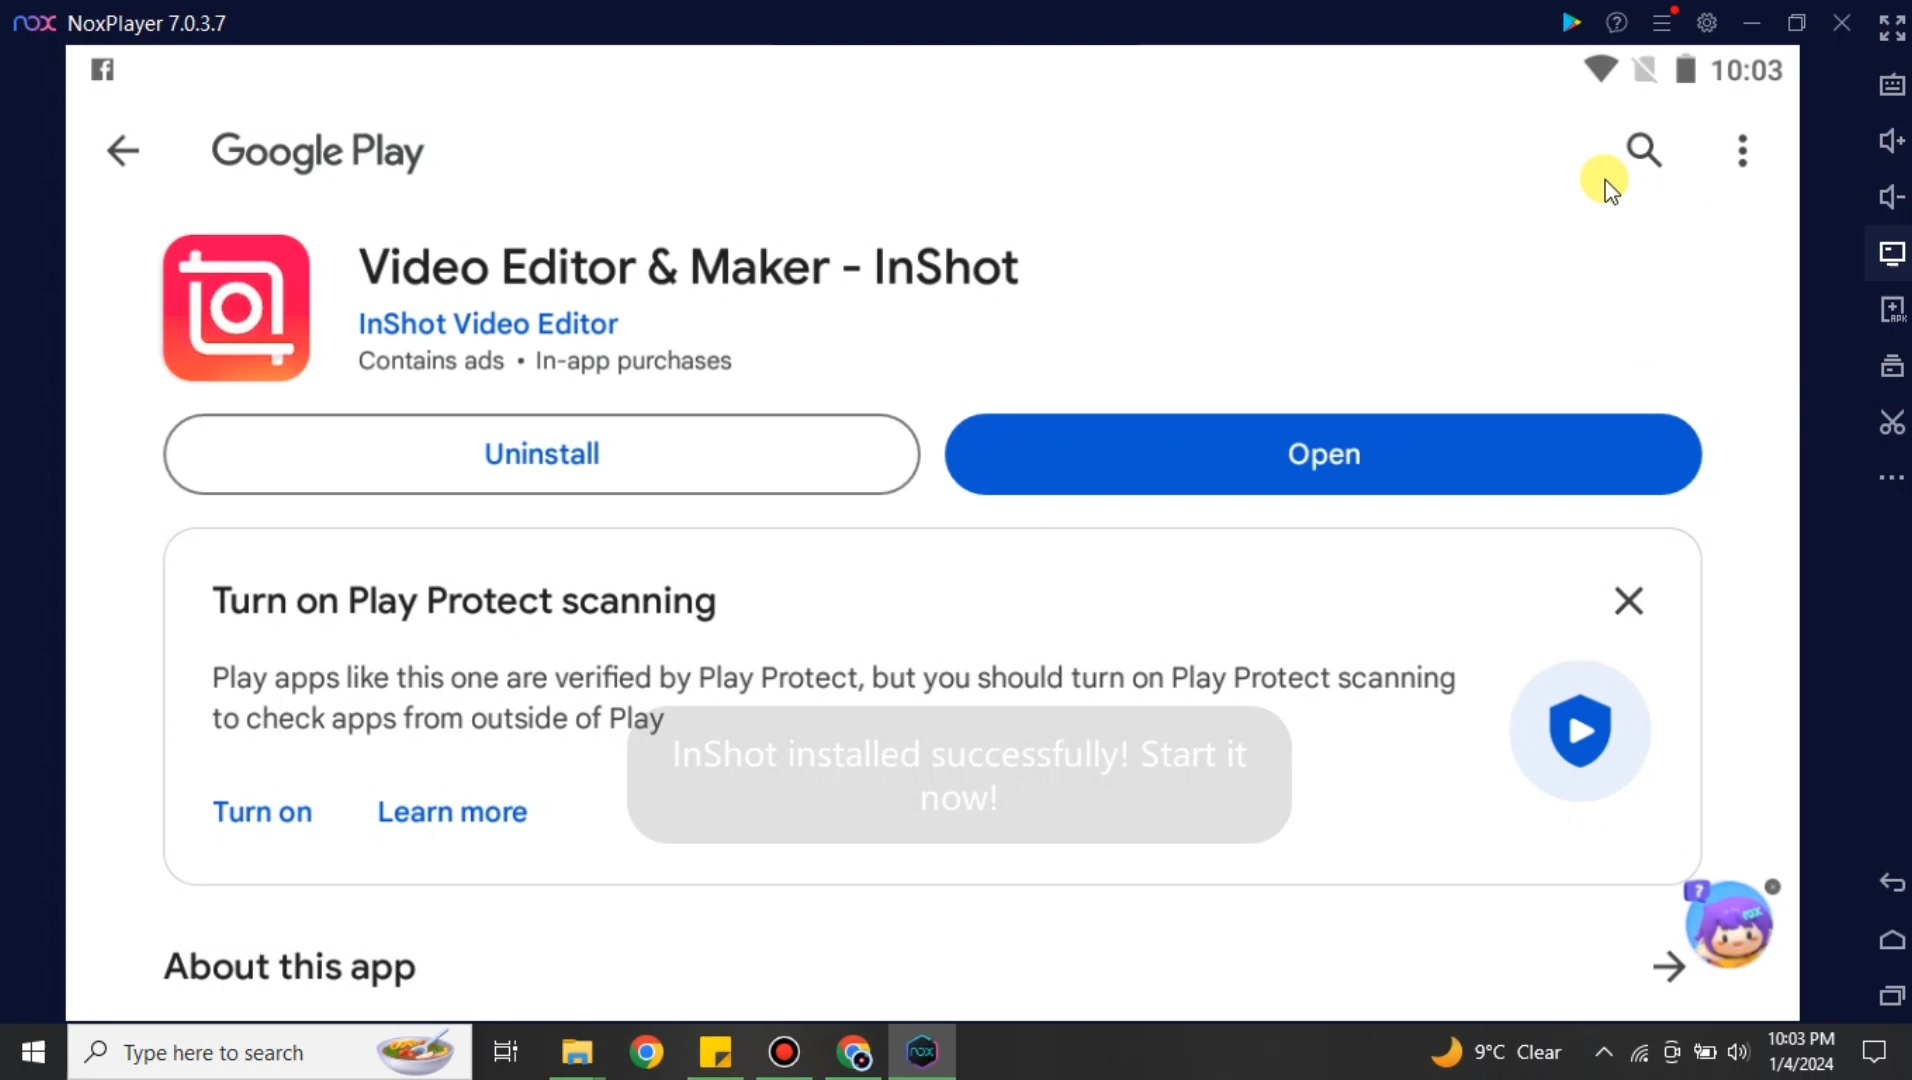 nox NoxPlayer 7.0.3.7
10:03
Google Play
Video Editor & Maker - InShot
InShot Video Editor
Contains ads • In-app purchases
Uninstall
Open
Turn on Play Protect scanning
Play apps like this one are verified by Play Protect, but you should turn on Play Protect scanning
to check apps from outside of Play
InShot installed successfully! Start it
now!
Turn on
Learn more
About this app
Type here to search
nox
9°C Clear
10:03 PM
1/4/2024